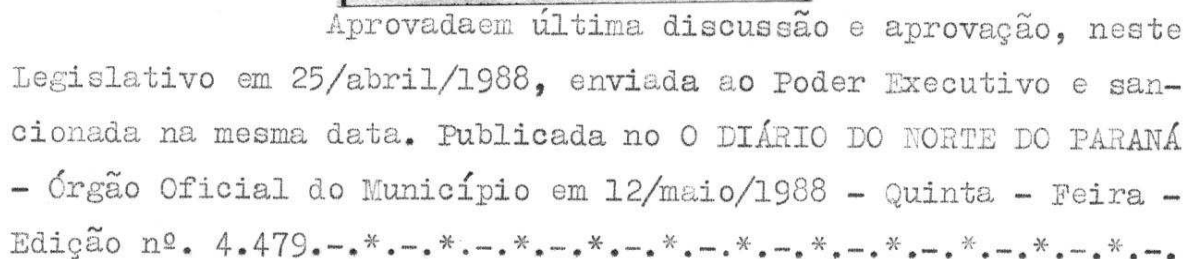 Aprovadaem última discussão e aprovação, neste
Legislativo em 25/abril/1988, enviada ao Poder Executivo e san-
cionada na mesma data. Publicada no O DIÁRIO DO NORTE DO PARANÁ
- Órgão Oficial do Município em 12/maio/1988 - Quinta - Feira -
Edição nº. 4.479.-.*.-.*.-.*.-.*.-.*.-.*.-.*.-.*.-.*.-.*.-.*.-.